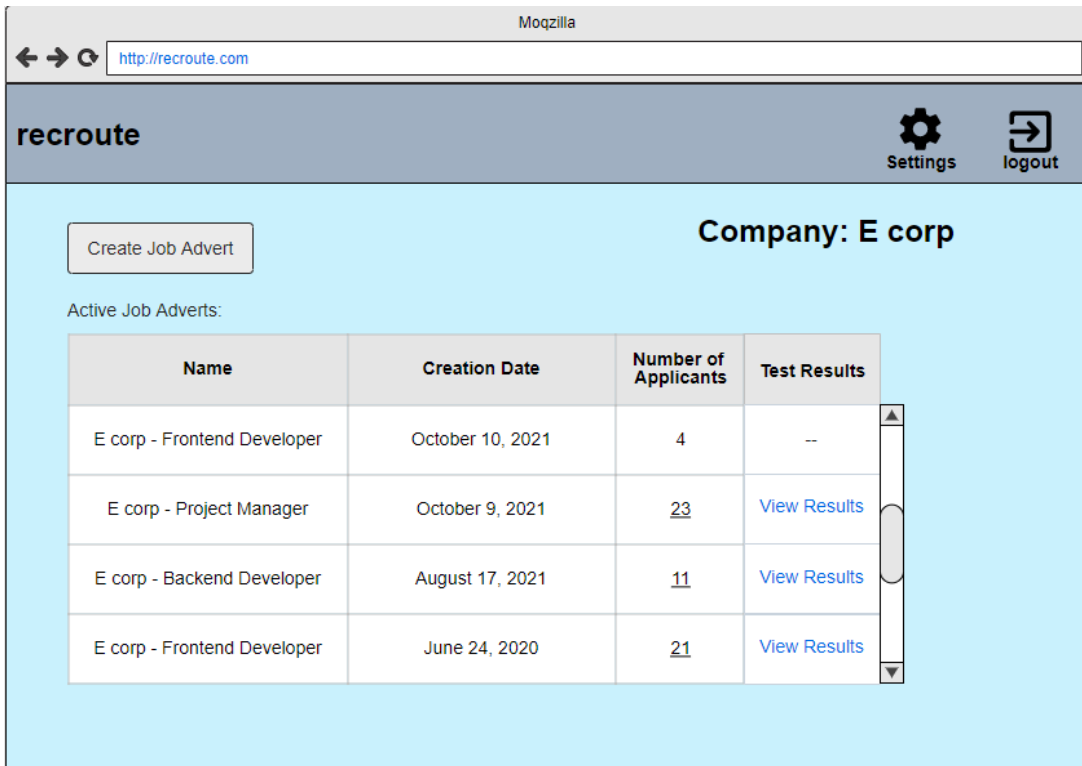 Moqzilla
http://recroute.com
recroute
Settings
logout
Create Job Advert
Company: E corp
Active Job Adverts:
Name
Creation Date
Number of
Applicants
Test Results
E corp - Frontend Developer
October 10, 2021
4
--
E corp - Project Manager
October 9, 2021
23
View Results
E corp - Backend Developer
August 17, 2021
11
View Results
E corp - Frontend Developer
June 24, 2020
21
View Results